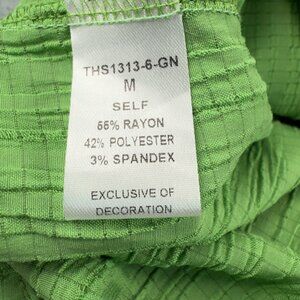 THS1313-6-GN
M
SELF
55% RAYON
42% POLYESTER
3% SPANDEX
EXCLUSIVE OF
DECORATION